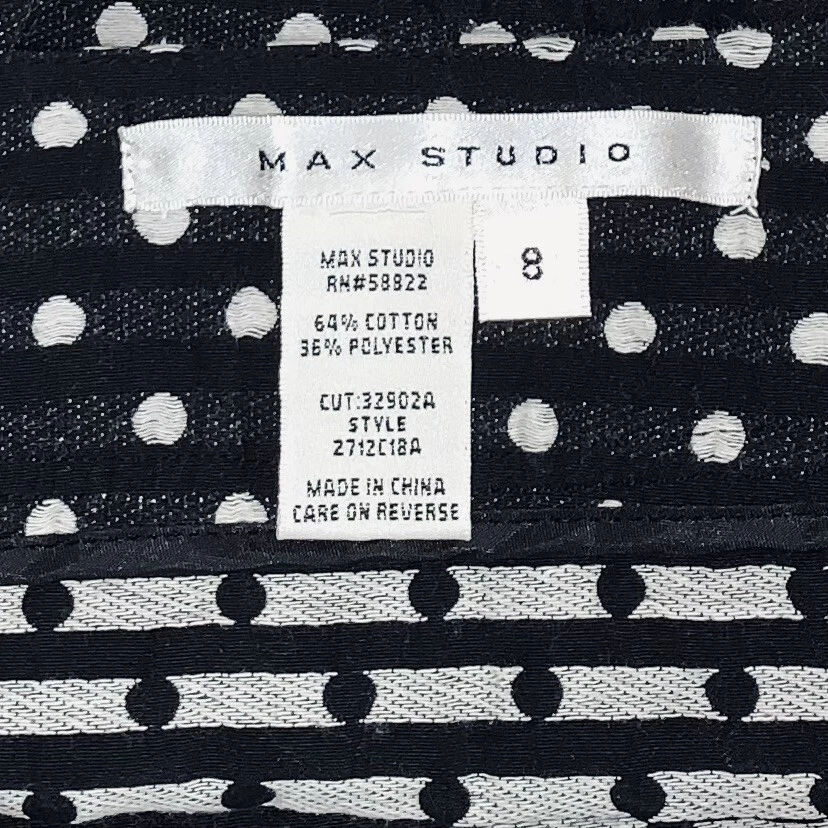 MAX STUDIO
8
MAX STUDIO
RN#58822
64% COTTON
36% POLYESTER
CUT:32902A
STYLE
2712C18A
MADE IN CHINA
CARE ON REVERSE